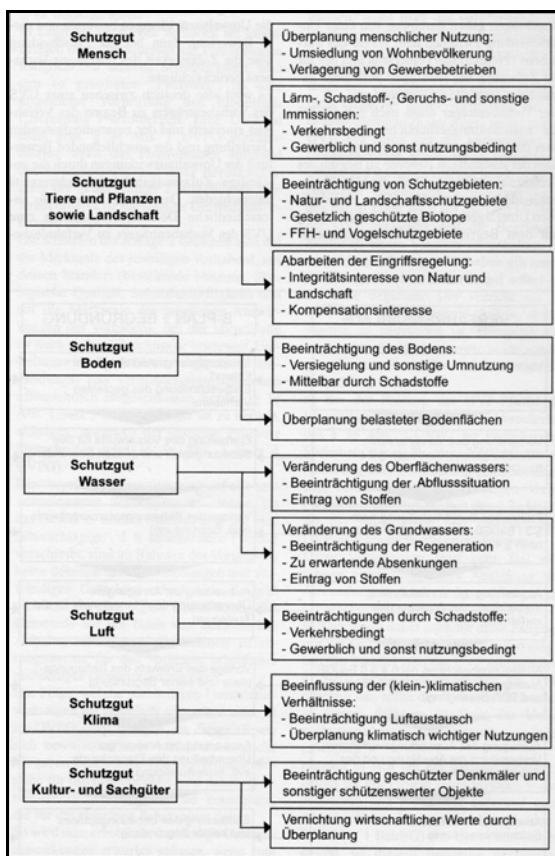 Schutzgut
Mensch
Überplanung menschlicher Nutzung:
- Umsiedlung von Wohnbevölkerung
- Verlagerung von Gewerbebetrieben
Lärm-, Schadstoff-, Geruchs- und sonstige
Immissionen:
- Verkehrsbedingt
- Gewerblich und sonst nutzungsbedingt
Schutzgut
Tiere und Pflanzen
sowie Landschaft
Beeinträchtigung von Schutzgebieten:
- Natur- und Landschaftsschutzgebiete
- Gesetzlich geschützte Biotope
- FFH- und Vogelschutzgebiete
Abarbeiten der Eingriffsregelung:
- Integritätsinteresse von Natur und
Landschaft
- Kompensationsinteresse
Schutzgut
Boden
Beeinträchtigung des Bodens:
- Versiegelung und sonstige Umnutzung
- Mittelbar durch Schadstoffe
Überplanung belasteter Bodenflächen
Schutzgut
Wasser
Veränderung des Oberflächenwassers:
- Beeinträchtigung der Abflusssituation
- Eintrag von Stoffen
Veränderung des Grundwassers:
- Beeinträchtigung der Regeneration
- Zu erwartende Absenkungen
- Eintrag von Stoffen
Schutzgut
Luft
Beeinträchtigungen durch Schadstoffe:
- Verkehrsbedingt
- Gewerblich und sonst nutzungsbedingt
Schutzgut
Klima
Beeinflussung der (klein-)klimatischen
Verhältnisse:
- Beeinträchtigung Luftaustausch
- Überplanung klimatisch wichtiger Nutzungen
Schutzgut
Kultur- und Sachgüter
Beeinträchtigung geschützter Denkmäler und
sonstiger schützenswerter Objekte
Vernichtung wirtschaftlicher Werte durch
Überplanung